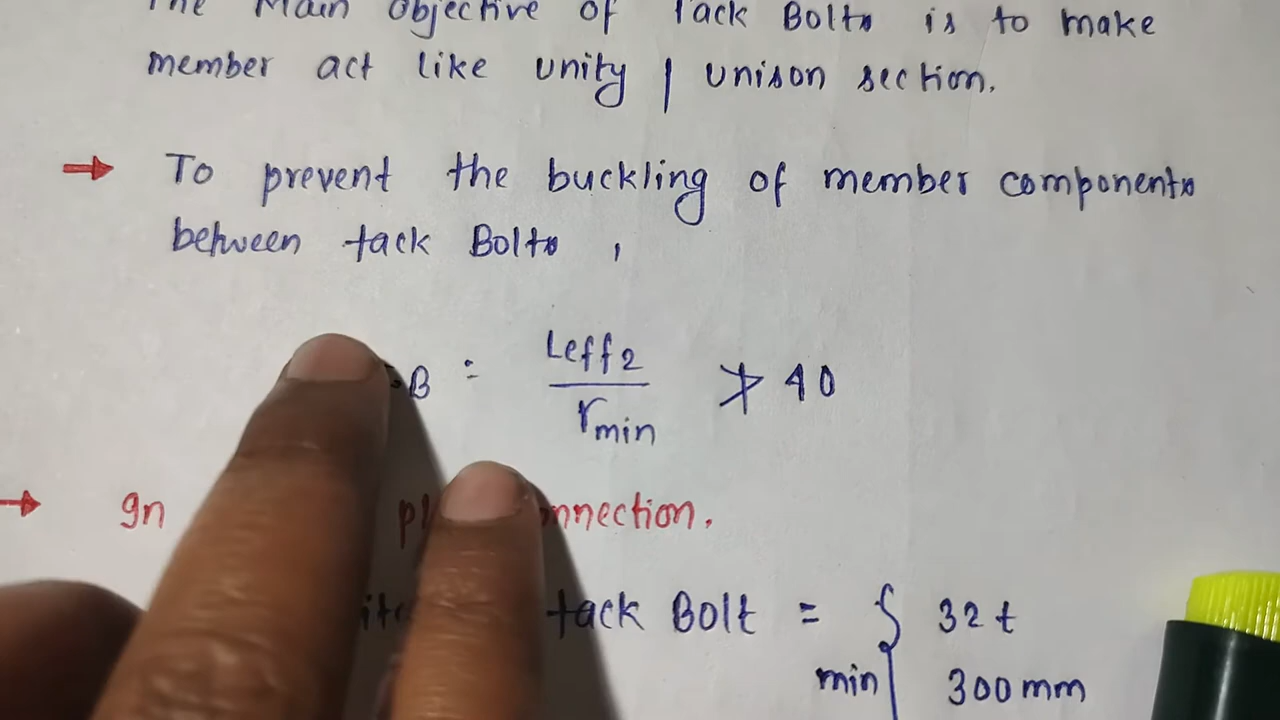 The Main Objective of Tack Bolts is to make
member act like unity | unison section.
→ To prevent the buckling of member components
between tack Bolts,
B = Leff2 / rmin ≯ 40
→ In connection.
tack Bolt = { 32t
min 300mm